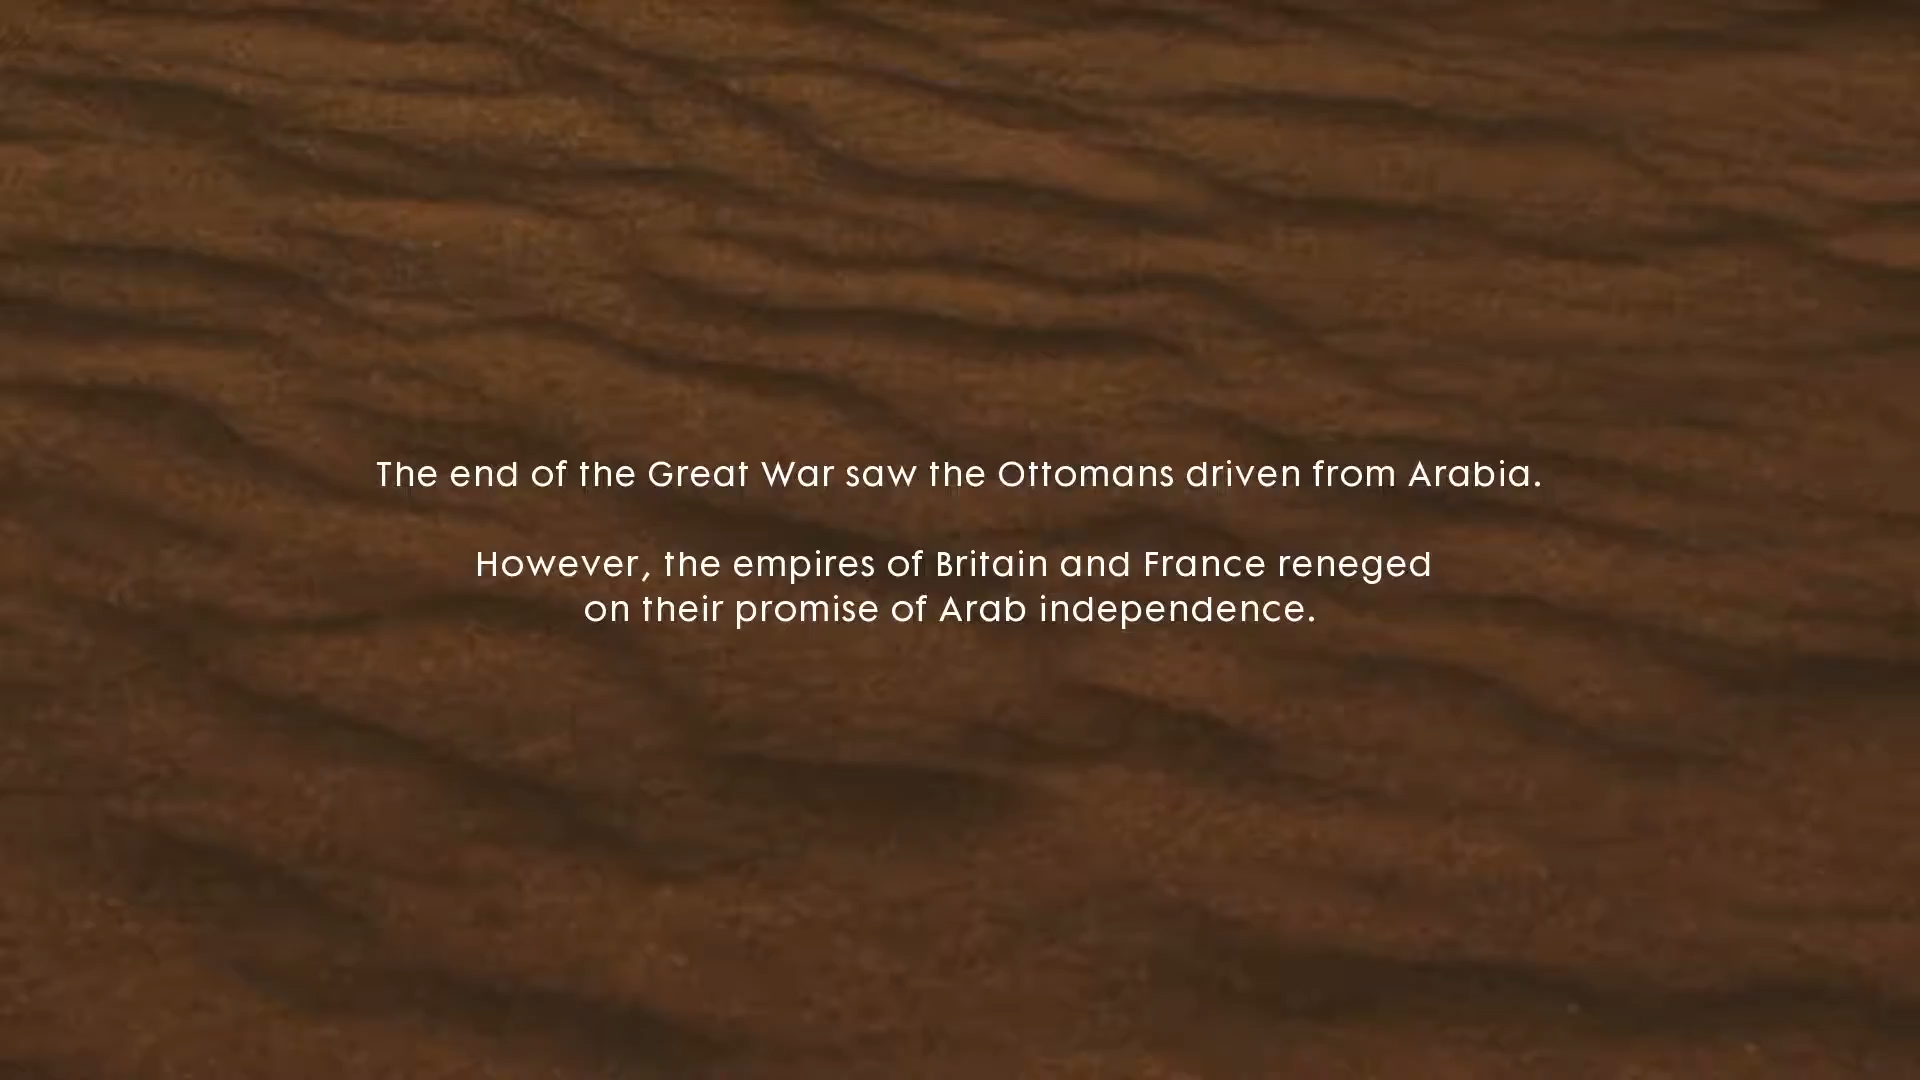 The end of the Great War saw the Ottomans driven from Arabia.
However, the empires of Britain and France reneged
on their promise of Arab independence.